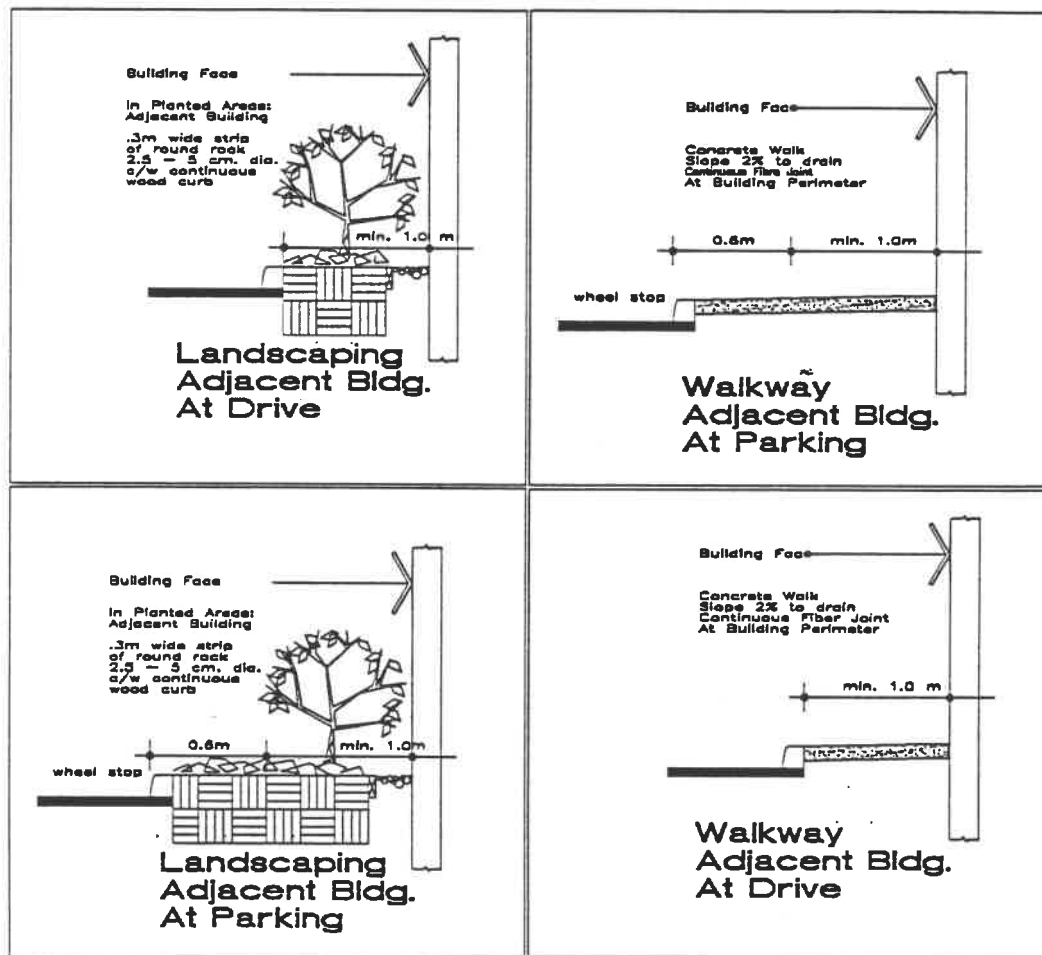 Building Face
In Planted Areas:
Adjacent Building
.3m wide strip
of round rock
2.5 - 5 cm. dia.
c/w continuous
wood curb
min. 1.0 m
Landscaping
Adjacent Bldg.
At Drive
Building Face
Concrete Walk
Slope 2% to drain
Continuous Fibre Joint
At Building Perimeter
0.6m
min. 1.0m
wheel stop
Walkway
Adjacent Bldg.
At Parking
Building Face
In Planted Areas:
Adjacent Building
.3m wide strip
of round rock
2.5 - 5 cm. dia.
c/w continuous
wood curb
0.6m
min. 1.0m
wheel stop
Landscaping
Adjacent Bldg.
At Parking
Building Face
Concrete Walk
Slope 2% to drain
Continuous Fiber Joint
At Building Perimeter
min. 1.0 m
Walkway
Adjacent Bldg.
At Drive